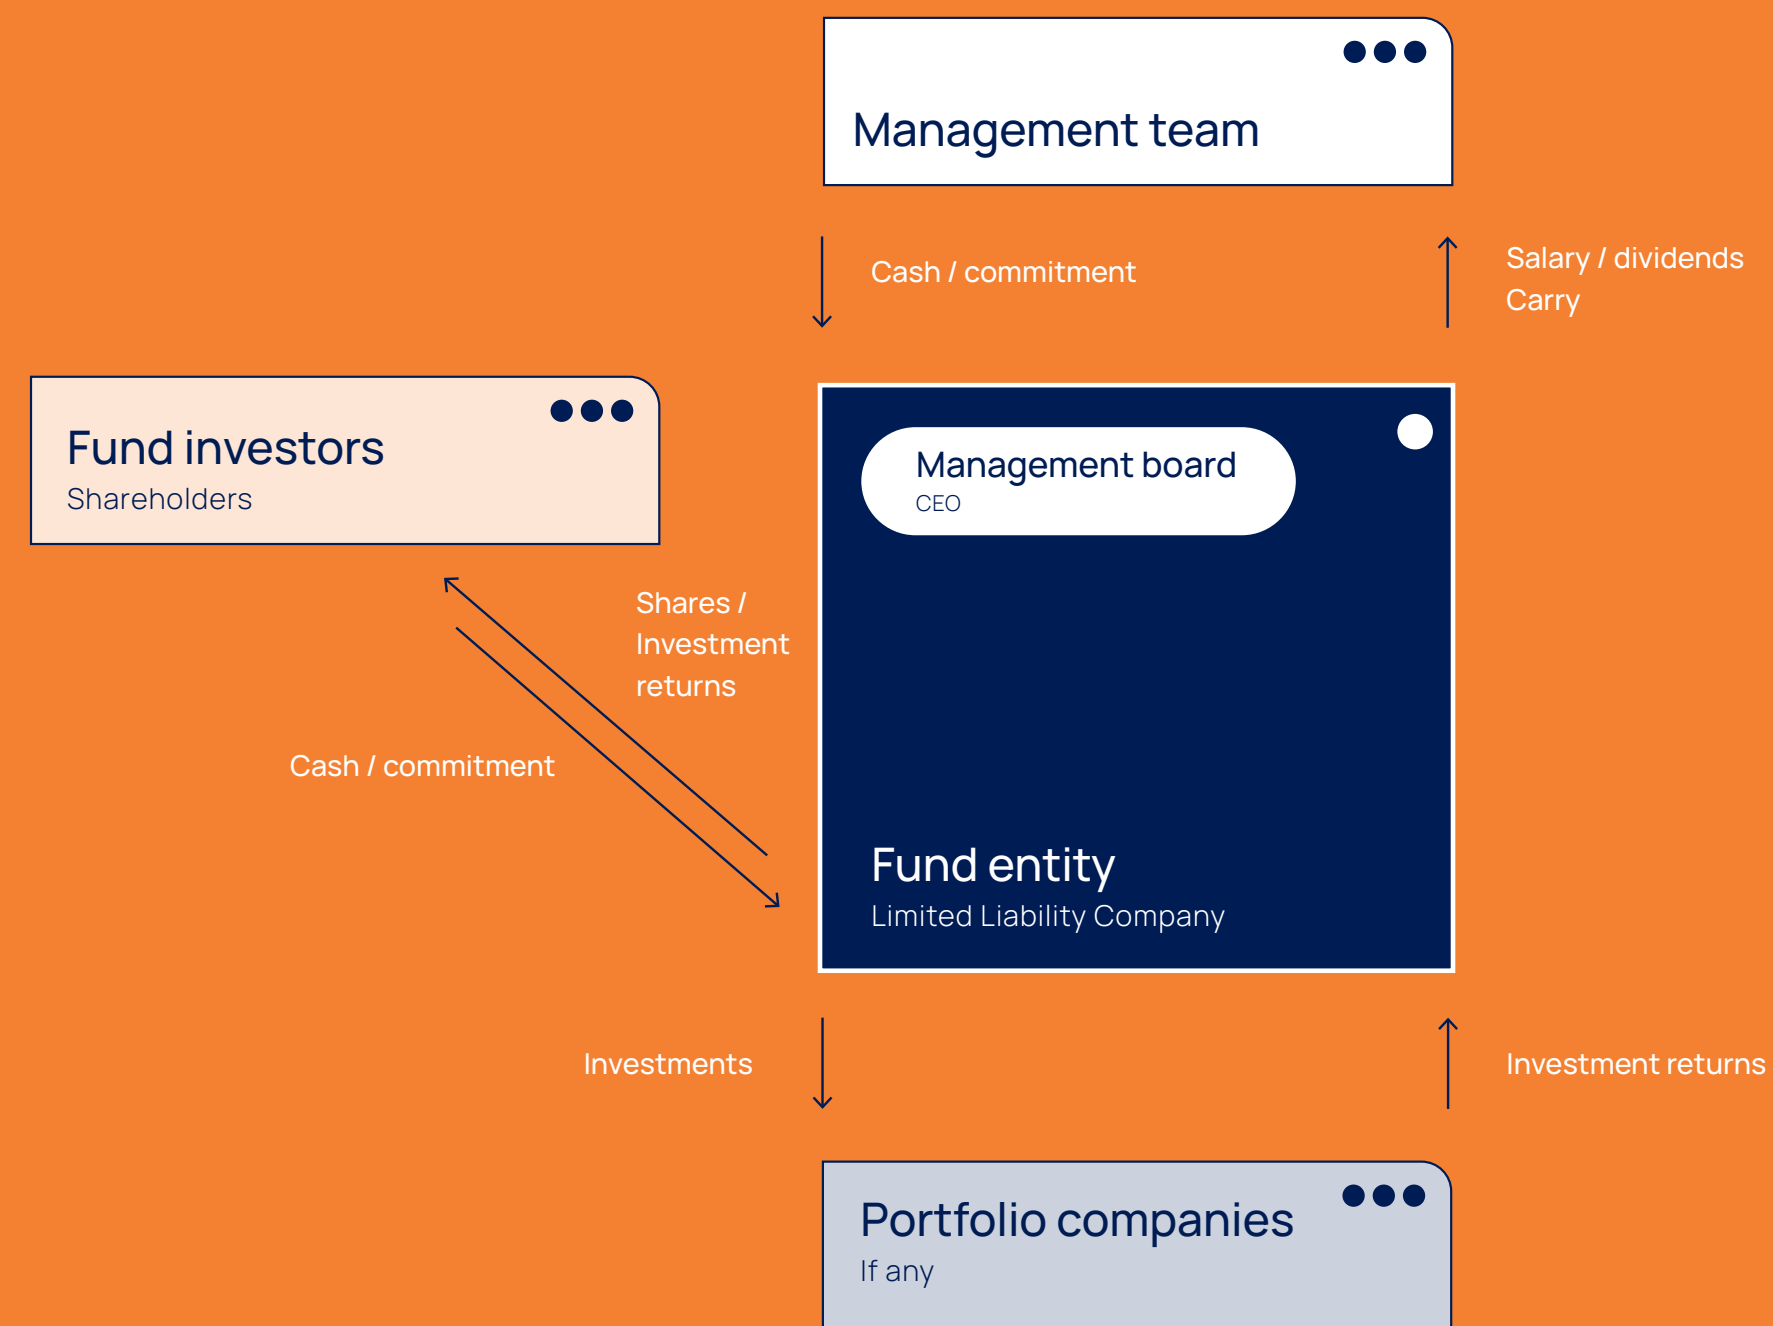 Management team
Cash / commitment
Salary / dividends
Carry
Fund investors
Shareholders
Management board
CEO
Shares /
Investment
returns
Cash / commitment
Fund entity
Limited Liability Company
Investments
Investment returns
Portfolio companies
If any